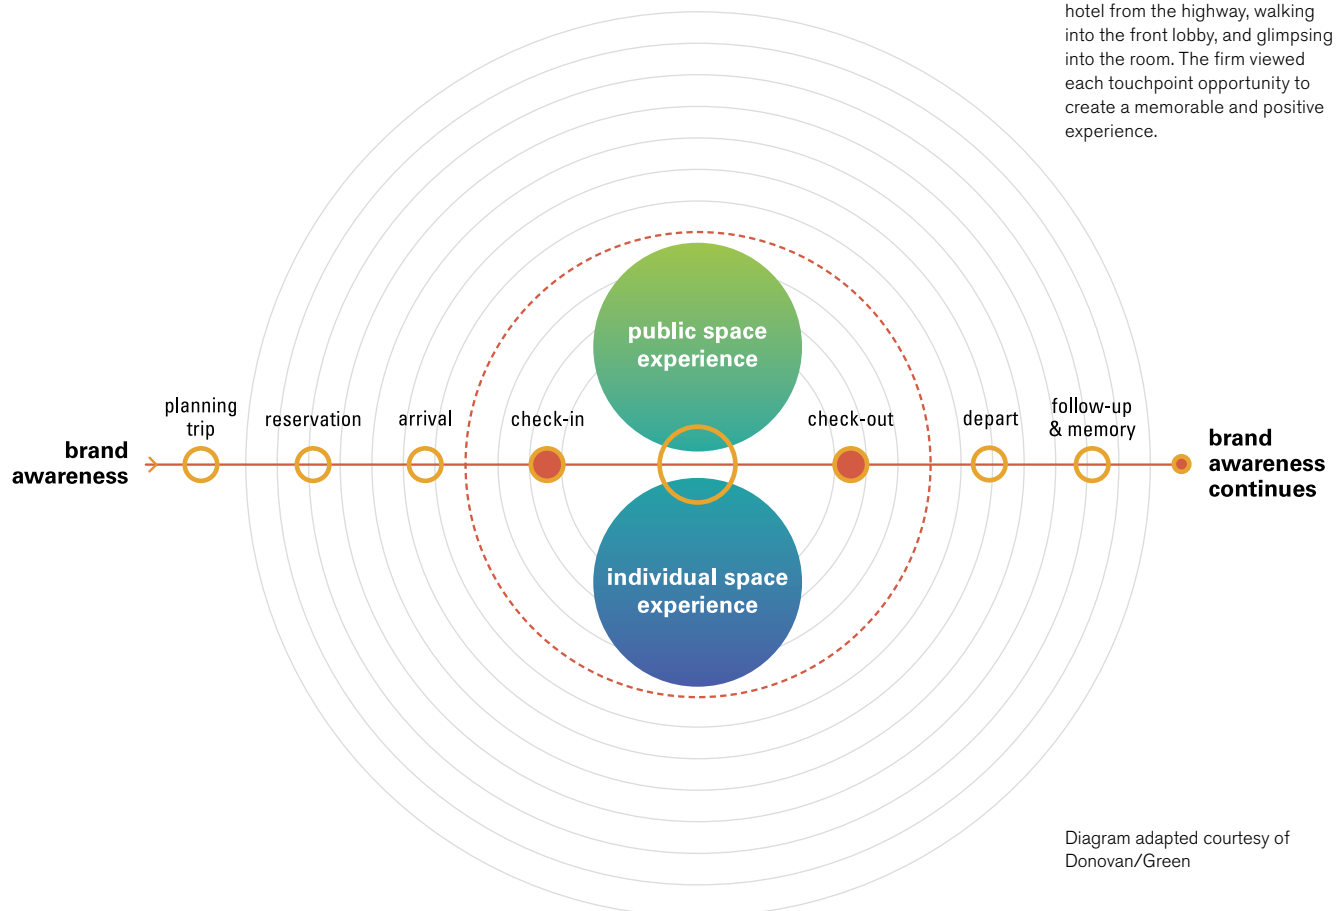 hotel from the highway, walking
into the front lobby, and glimpsing
into the room. The firm viewed
each touchpoint opportunity to
create a memorable and positive
experience.
public space
experience
planning
trip
reservation
arrival
check-in
check-out
depart
follow-up
& memory
brand
awareness
brand
awareness
continues
individual space
experience
Diagram adapted courtesy of
Donovan/Green